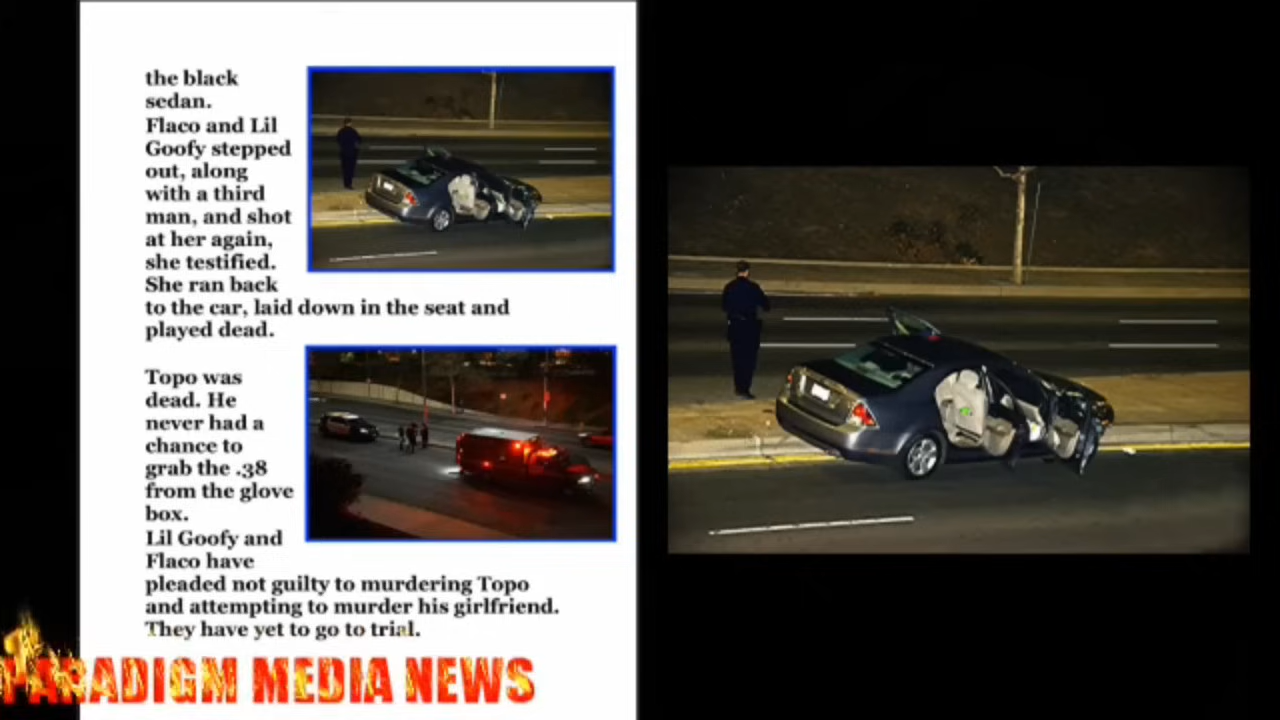 the black
sedan.
Flaco and Lil
Goofy stepped
out, along
with a third
man, and shot
at her again,
she testified.
She ran back
to the car, laid down in the seat and
played dead.
Topo was
dead. He
never had a
chance to
grab the .38
from the glove
box.
Lil Goofy and
Flaco have
pleaded not guilty to murdering Topo
and attempting to murder his girlfriend.
They have yet to go to trial.
PARADIGM MEDIA NEWS